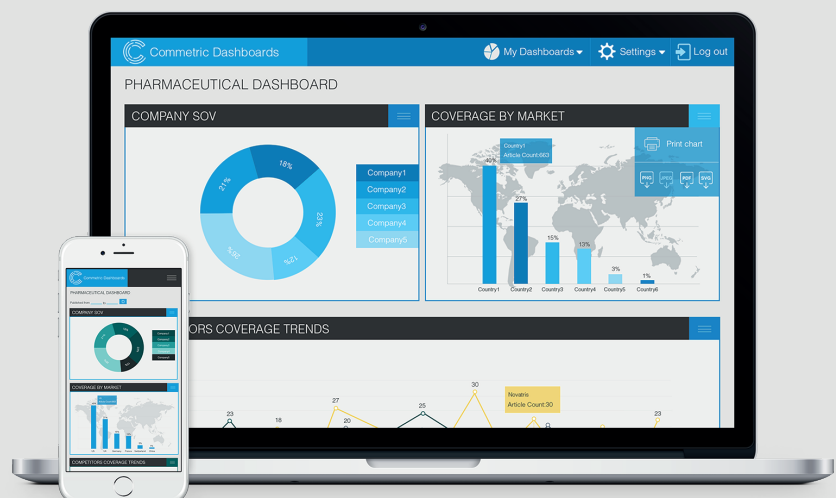 Commetric Dashboards
My Dashboards
Settings
Log out
PHARMACEUTICAL DASHBOARD
COMPANY SOV
18%
21%
23%
26%
12%
Company1
Company2
Company3
Company4
Company5
COVERAGE BY MARKET
Print chart
PNG JPEG PDF SVG
Country1
Article Count:
40%
27%
15%
13%
3%
1%
Country1 Country2 Country3 Country4 Country5 Country6
ORS COVERAGE TRENDS
23
18
27
20
25
30
Novatris
Article Count:30
23
Commetric Dashboards
PHARMACEUTICAL DASHBOARD
COMPANY SOV
Company1
COVERAGE BY MARKET
COMPETITORS COVERAGE TRENDS